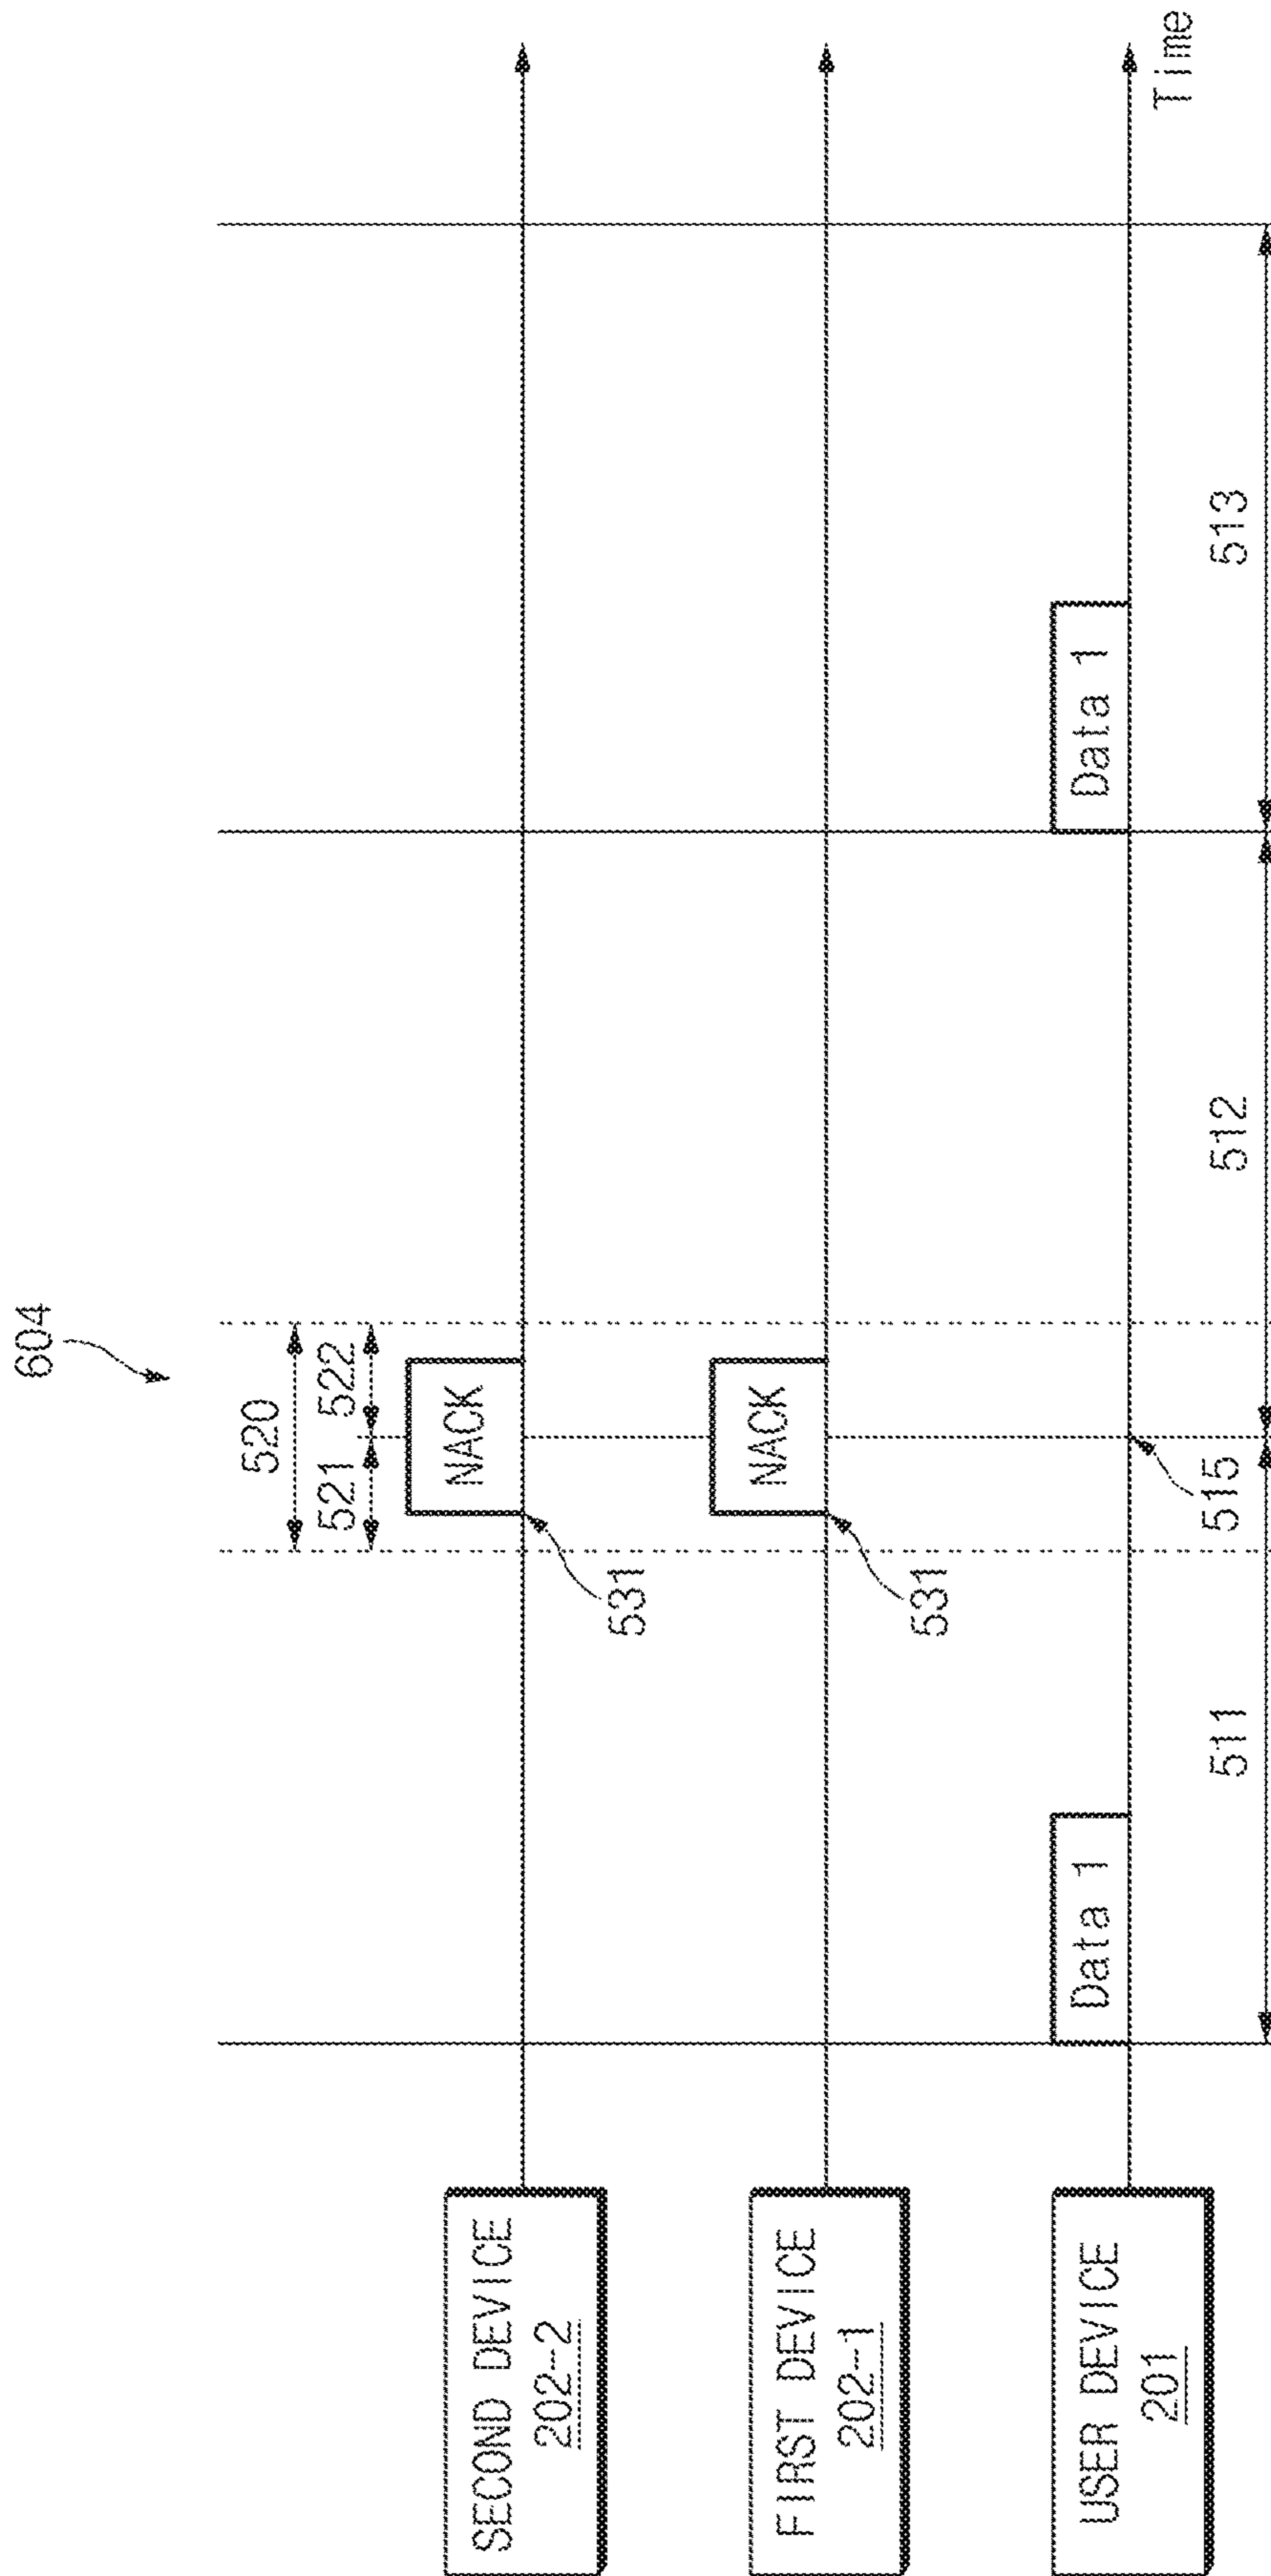 604
520
521 522
SECOND DEVICE
202-2
NACK
531
FIRST DEVICE
202-1
NACK
531
USER DEVICE
201
Data 1
Data 1
515
Time
511
512
513